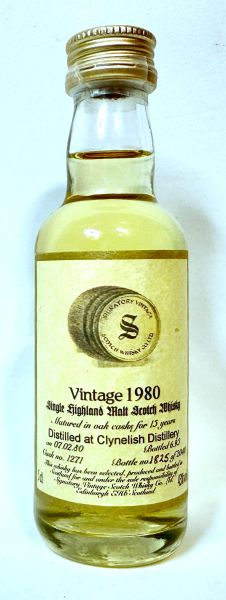 SIGNATORY VINTAGE
SCOTCH WHISKY CO. LTD.
S
Vintage 1980
Single Highland Malt Scotch Whisky
Matured in oak casks for 15 years
Distilled at Clynelish Distillery
on 07.02.80 Bottled 6.95
Cask no. 1271 Bottle no. 1825 of
This whisky has been selected, produced and bottled in
Scotland for and under the sole responsibility of
5cl Signatory Vintage Scotch Whisky Co. Ltd.
Edinburgh EH6 Scotland